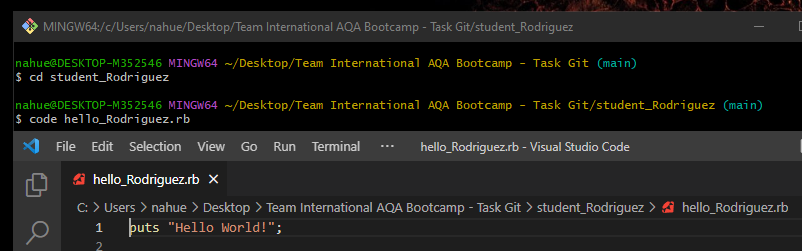 MINGW64:/c/Users/nahue/Desktop/Team International AQA Bootcamp - Task Git/student_Rodriguez
nahue@DESKTOP-M352546 MINGW64 ~/Desktop/Team International AQA Bootcamp - Task Git (main)
$ cd student_Rodriguez
nahue@DESKTOP-M352546 MINGW64 ~/Desktop/Team International AQA Bootcamp - Task Git/student_Rodriguez (main)
$ code hello_Rodriguez.rb
File Edit Selection View Go Run Terminal ··· hello_Rodriguez.rb - Visual Studio Code
hello_Rodriguez.rb ×
C: > Users > nahue > Desktop > Team International AQA Bootcamp - Task Git > student_Rodriguez > hello_Rodriguez.rb
1 puts "Hello World!";
2